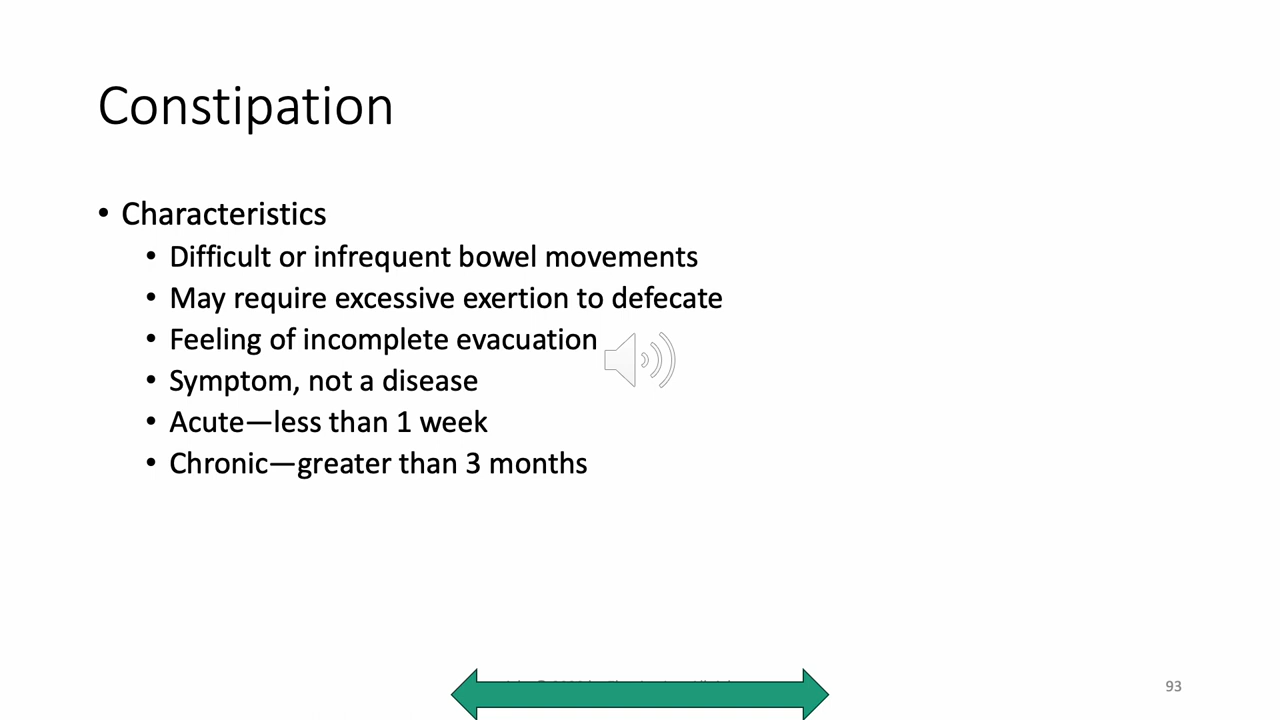 Constipation
• Characteristics
• Difficult or infrequent bowel movements
• May require excessive exertion to defecate
• Feeling of incomplete evacuation
• Symptom, not a disease
• Acute—less than 1 week
• Chronic—greater than 3 months
93